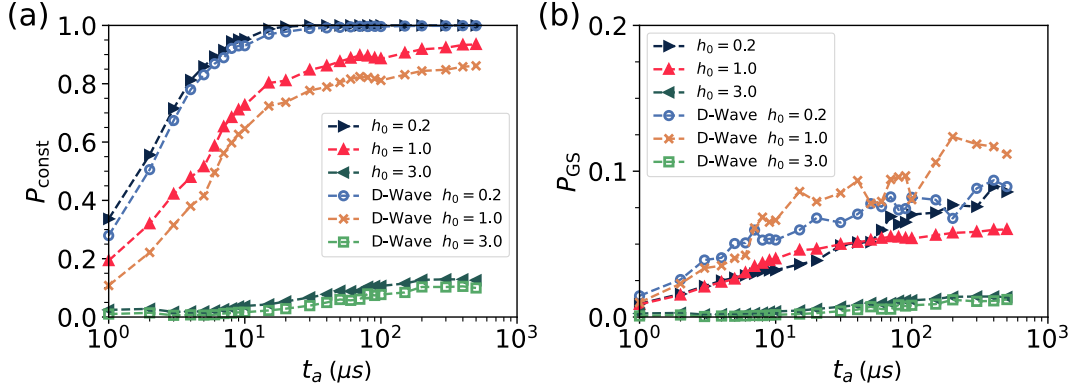 (a)
1.0
0.8
0.6
0.4
0.2
0.0
P_const
10^0
10^1
10^2
10^3
t_a (μs)
h_0 = 0.2
h_0 = 1.0
h_0 = 3.0
D-Wave h_0 = 0.2
D-Wave h_0 = 1.0
D-Wave h_0 = 3.0
(b)
0.2
0.1
0.0
P_GS
10^0
10^1
10^2
10^3
t_a (μs)
h_0 = 0.2
h_0 = 1.0
h_0 = 3.0
D-Wave h_0 = 0.2
D-Wave h_0 = 1.0
D-Wave h_0 = 3.0